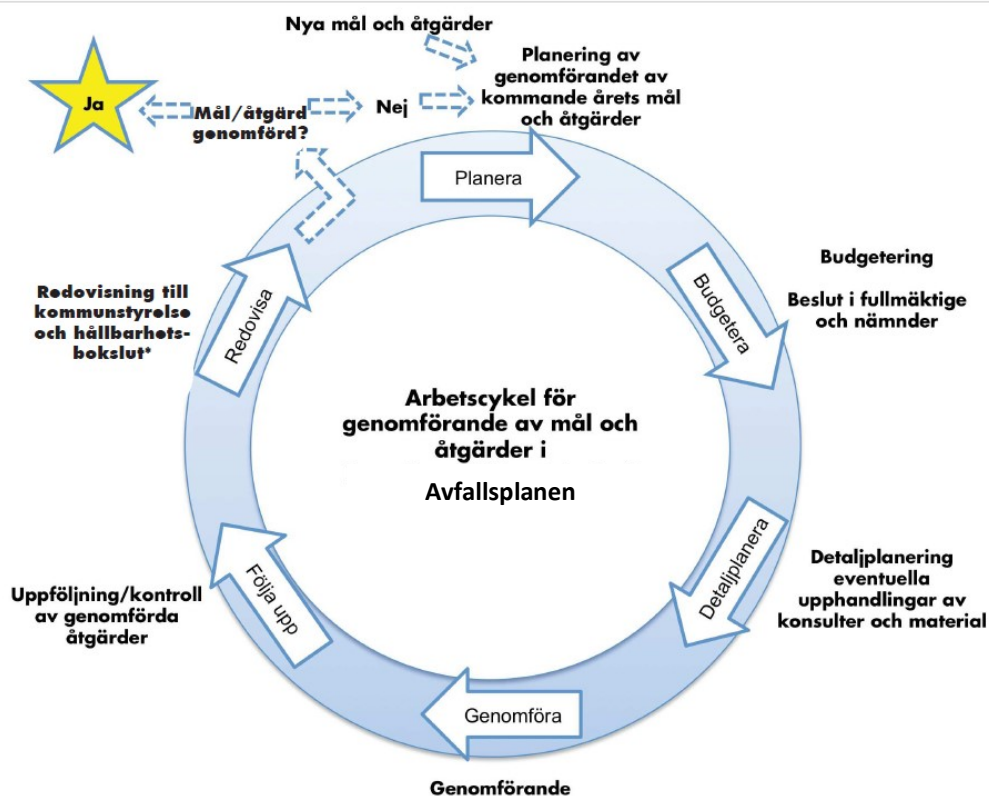 Nya mål och åtgärder
Planering av
genomförandet av
kommande årets mål
och åtgärder
Ja
Mål/åtgärd
genomförd?
Nej
Planera
Budgetera
Budgetering
Beslut i fullmäktige
och nämnder
Redovisning till
kommunstyrelse
och hållbarhets-
bokslut*
Redovisa
Arbetscykel för
genomförande av mål och
åtgärder i
Avfallsplanen
Detaljplanera
Detaljplanering
eventuella
upphandlingar av
konsulter och material
Uppföljning/kontroll
av genomförda
åtgärder
Följa upp
Genomföra
Genomförande